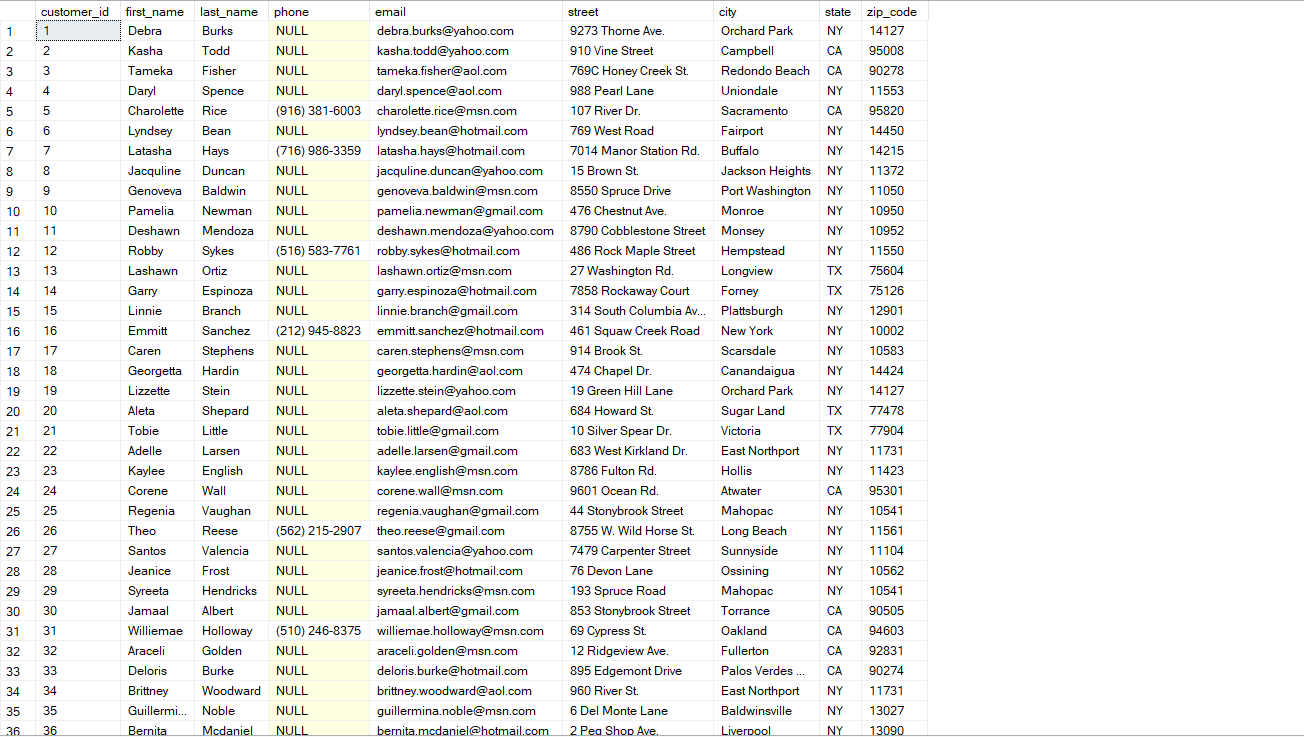 customer_id first_name last_name phone email street city state zip_code
1 1 Debra Burks NULL debra.burks@yahoo.com 9273 Thorne Ave. Orchard Park NY 14127
2 2 Kasha Todd NULL kasha.todd@yahoo.com 910 Vine Street Campbell CA 95008
3 3 Tameka Fisher NULL tameka.fisher@aol.com 769C Honey Creek St. Redondo Beach CA 90278
4 4 Daryl Spence NULL daryl.spence@aol.com 988 Pearl Lane Uniondale NY 11553
5 5 Charolette Rice (916) 381-6003 charolette.rice@msn.com 107 River Dr. Sacramento CA 95820
6 6 Lyndsey Bean NULL lyndsey.bean@hotmail.com 769 West Road Fairport NY 14450
7 7 Latasha Hays (716) 986-3359 latasha.hays@hotmail.com 7014 Manor Station Rd. Buffalo NY 14215
8 8 Jacquline Duncan NULL jacquline.duncan@yahoo.com 15 Brown St. Jackson Heights NY 11372
9 9 Genoveva Baldwin NULL genoveva.baldwin@msn.com 8550 Spruce Drive Port Washington NY 11050
10 10 Pamelia Newman NULL pamelia.newman@gmail.com 476 Chestnut Ave. Monroe NY 10950
11 11 Deshawn Mendoza NULL deshawn.mendoza@yahoo.com 8790 Cobblestone Street Monsey NY 10952
12 12 Robby Sykes (516) 583-7761 robby.sykes@hotmail.com 486 Rock Maple Street Hempstead NY 11550
13 13 Lashawn Ortiz NULL lashawn.ortiz@msn.com 27 Washington Rd. Longview TX 75604
14 14 Garry Espinoza NULL garry.espinoza@hotmail.com 7858 Rockaway Court Forney TX 75126
15 15 Linnie Branch NULL linnie.branch@gmail.com 314 South Columbia Av... Plattsburgh NY 12901
16 16 Emmitt Sanchez (212) 945-8823 emmitt.sanchez@hotmail.com 461 Squaw Creek Road New York NY 10002
17 17 Caren Stephens NULL caren.stephens@msn.com 914 Brook St. Scarsdale NY 10583
18 18 Georgetta Hardin NULL georgetta.hardin@aol.com 474 Chapel Dr. Canandaigua NY 14424
19 19 Lizzette Stein NULL lizzette.stein@yahoo.com 19 Green Hill Lane Orchard Park NY 14127
20 20 Aleta Shepard NULL aleta.shepard@aol.com 684 Howard St. Sugar Land TX 77478
21 21 Tobie Little NULL tobie.little@gmail.com 10 Silver Spear Dr. Victoria TX 77904
22 22 Adelle Larsen NULL adelle.larsen@gmail.com 683 West Kirkland Dr. East Northport NY 11731
23 23 Kaylee English NULL kaylee.english@msn.com 8786 Fulton Rd. Hollis NY 11423
24 24 Corene Wall NULL corene.wall@msn.com 9601 Ocean Rd. Atwater CA 95301
25 25 Regenia Vaughan NULL regenia.vaughan@gmail.com 44 Stonybrook Street Mahopac NY 10541
26 26 Theo Reese (562) 215-2907 theo.reese@gmail.com 8755 W. Wild Horse St. Long Beach NY 11561
27 27 Santos Valencia NULL santos.valencia@yahoo.com 7479 Carpenter Street Sunnyside NY 11104
28 28 Jeanice Frost NULL jeanice.frost@hotmail.com 76 Devon Lane Ossining NY 10562
29 29 Syreeta Hendricks NULL syreeta.hendricks@msn.com 193 Spruce Road Mahopac NY 10541
30 30 Jamaal Albert NULL jamaal.albert@gmail.com 853 Stonybrook Street Torrance CA 90505
31 31 Williemae Holloway (510) 246-8375 williemae.holloway@msn.com 69 Cypress St. Oakland CA 94603
32 32 Araceli Golden NULL araceli.golden@msn.com 12 Ridgeview Ave. Fullerton CA 92831
33 33 Deloris Burke NULL deloris.burke@hotmail.com 895 Edgemont Drive Palos Verdes ... CA 90274
34 34 Brittney Woodward NULL brittney.woodward@aol.com 960 River St. East Northport NY 11731
35 35 Guillermi... Noble NULL guillermina.noble@msn.com 6 Del Monte Lane Baldwinsville NY 13027
36 36 Bernita Mcdaniel NULL bernita.mcdaniel@hotmail.com 2 Peg Shop Ave. Liverpool NY 13090